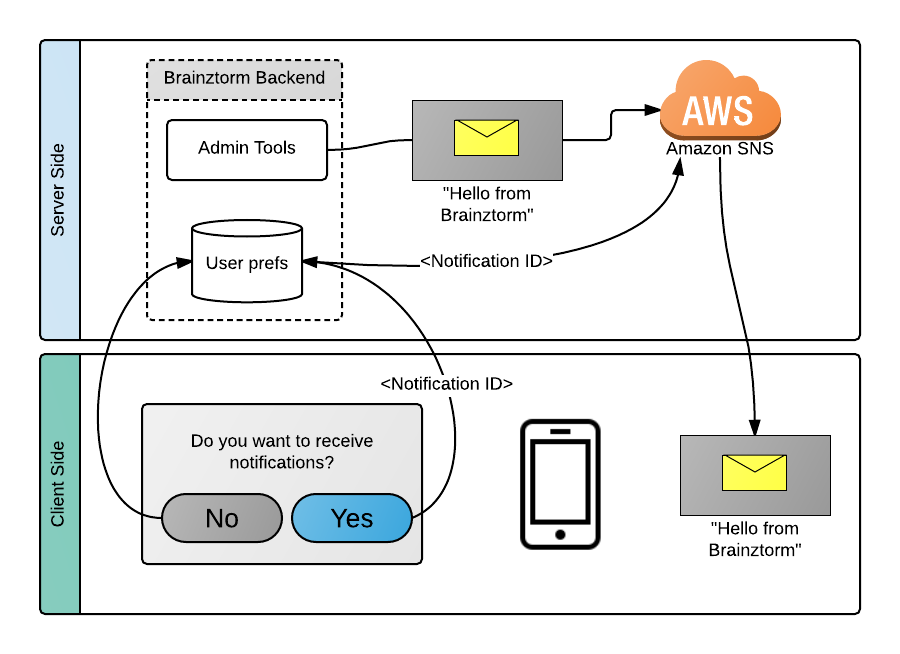 Server Side
Brainztorm Backend
Admin Tools
"Hello from
Brainztorm"
AWS
Amazon SNS
User prefs
<Notification ID>
Client Side
<Notification ID>
Do you want to receive
notifications?
No
Yes
"Hello from
Brainztorm"